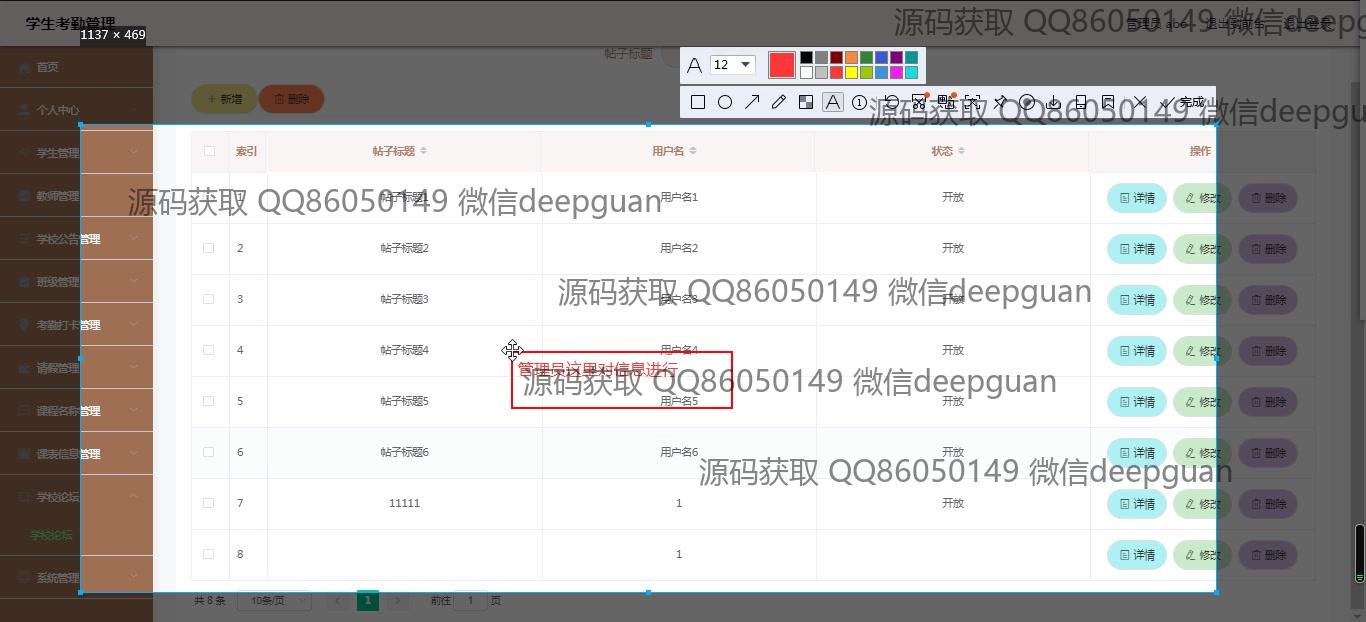 学生考勤管理
源码获取 QQ86050149 微信deepguan
管理员 abo
退出到前台
退出登录
1137 × 469
首页
帖子标题
12
新增
删除
个人中心
完成
源码获取 QQ86050149 微信deepgu
学生管理
索引
帖子标题
用户名
状态
操作
教师管理
1 帖子标题1 用户名1 开放 详情 修改 删除
源码获取 QQ86050149 微信deepguan
学校公告管理
2 帖子标题2 用户名2 开放 详情 修改 删除
班级管理
源码获取 QQ86050149 微信deepguan
3 帖子标题3 用户名3 开放 详情 修改 删除
考勤打卡管理
4 帖子标题4 用户名4 开放 详情 修改 删除
请假管理
管理员这里对信息进行
源码获取 QQ86050149 微信deepguan
5 帖子标题5 用户名5 开放 详情 修改 删除
课程名称管理
课表信息管理
6 帖子标题6 用户名6 开放 详情 修改 删除
源码获取 QQ86050149 微信deepguan
学校论坛
7 11111 1 开放 详情 修改 删除
学校论坛
8 1 详情 修改 删除
系统管理
共 8 条 10条/页 1 前往 1 页